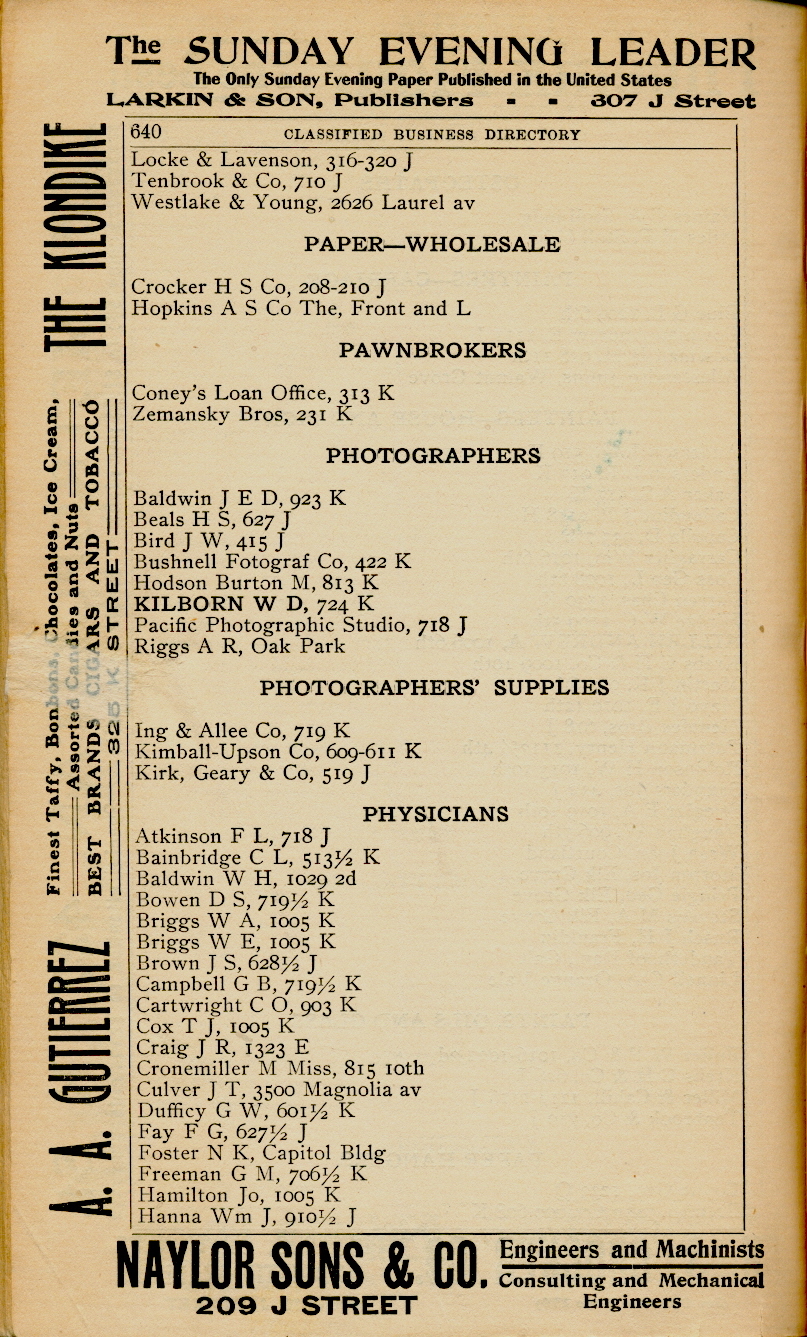 The SUNDAY EVENING LEADER
The Only Sunday Evening Paper Published in the United States
LARKIN & SON, Publishers - - 307 J Street
640 CLASSIFIED BUSINESS DIRECTORY
Locke & Lavenson, 316-320 J
Tenbrook & Co, 710 J
Westlake & Young, 2626 Laurel av
PAPER—WHOLESALE
Crocker H S Co, 208-210 J
Hopkins A S Co The, Front and L
PAWNBROKERS
Coney's Loan Office, 313 K
Zemansky Bros, 231 K
PHOTOGRAPHERS
Baldwin J E D, 923 K
Beals H S, 627 J
Bird J W, 415 J
Bushnell Fotograf Co, 422 K
Hodson Burton M, 813 K
KILBORN W D, 724 K
Pacific Photographic Studio, 718 J
Riggs A R, Oak Park
PHOTOGRAPHERS' SUPPLIES
Ing & Allee Co, 719 K
Kimball-Upson Co, 609-611 K
Kirk, Geary & Co, 519 J
PHYSICIANS
Atkinson F L, 718 J
Bainbridge C L, 513½ K
Baldwin W H, 1029 2d
Bowen D S, 719½ K
Briggs W A, 1005 K
Briggs W E, 1005 K
Brown J S, 628½ J
Campbell G B, 719½ K
Cartwright C O, 903 K
Cox T J, 1005 K
Craig J R, 1323 E
Cronemiller M Miss, 815 10th
Culver J T, 3500 Magnolia av
Dufficy G W, 601½ K
Fay F G, 627½ J
Foster N K, Capitol Bldg
Freeman G M, 706½ K
Hamilton Jo, 1005 K
Hanna Wm J, 910½ J
A. A. GUTIERREZ
Finest Taffy, Bonbons, Chocolates, Ice Cream,
Assorted Candies and Nuts
BEST BRANDS CIGARS AND TOBACCO
325 K STREET
THE KLONDIKE
NAYLOR SONS & CO.
209 J STREET
Engineers and Machinists
Consulting and Mechanical
Engineers